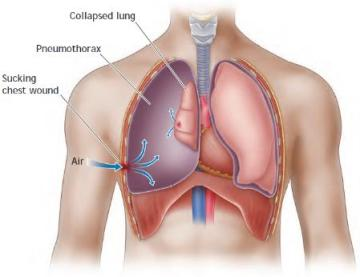 Collapsed lung
Pneumothorax
Sucking
chest wound
Air